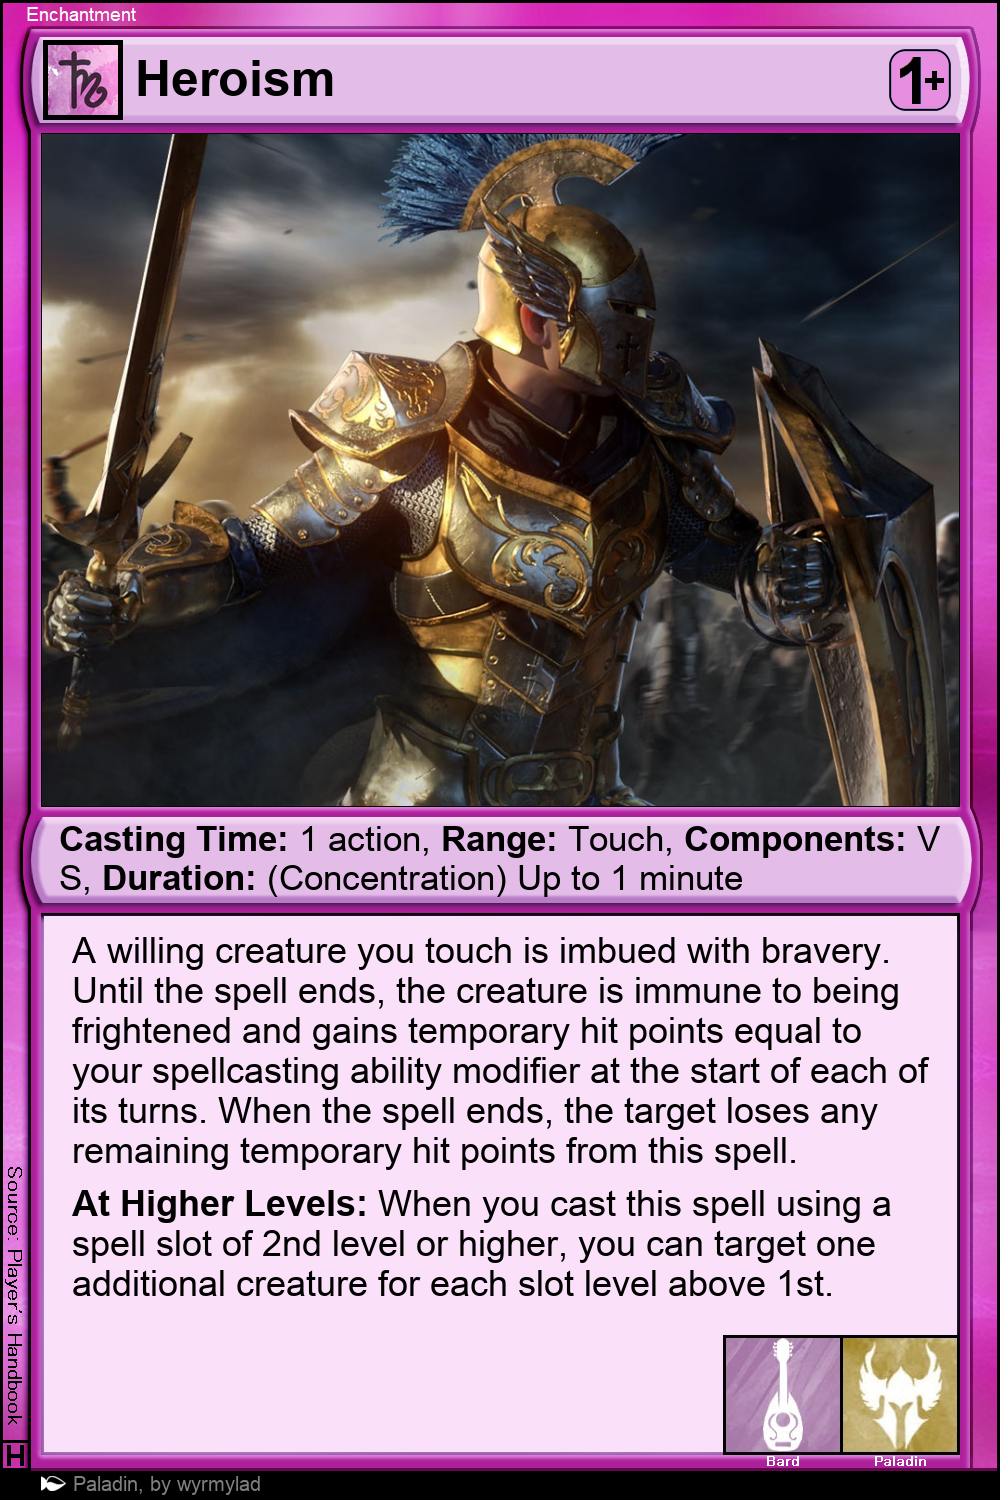 Enchantment
Heroism
1+
Casting Time: 1 action, Range: Touch, Components: V
S, Duration: (Concentration) Up to 1 minute
A willing creature you touch is imbued with bravery.
Until the spell ends, the creature is immune to being
frightened and gains temporary hit points equal to
your spellcasting ability modifier at the start of each of
its turns. When the spell ends, the target loses any
remaining temporary hit points from this spell.
At Higher Levels: When you cast this spell using a
spell slot of 2nd level or higher, you can target one
additional creature for each slot level above 1st.
Source: Player's Handbook
H
Bard
Paladin
Paladin, by wyrmylad